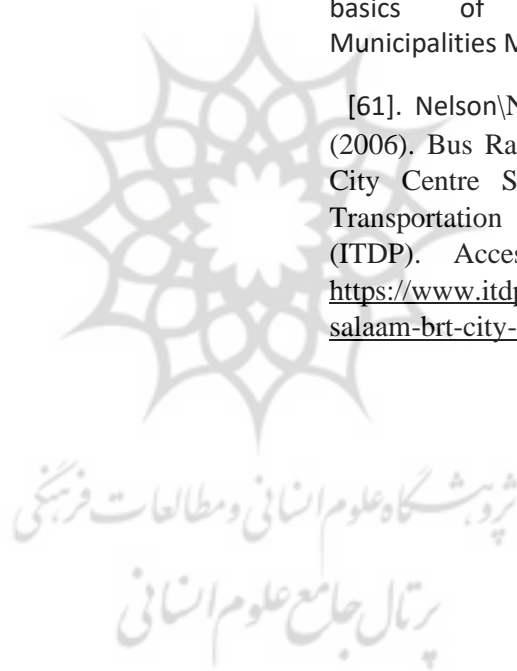 basics of
Municipalities M
[61]. Nelson\N
(2006). Bus Ra
City Centre S
Transportation
(ITDP). Acces
https://www.itdp
salaam-brt-city-
پژوهشگاه علوم انسانی و مطالعات فرهنگی
پرتال جامع علوم انسانی